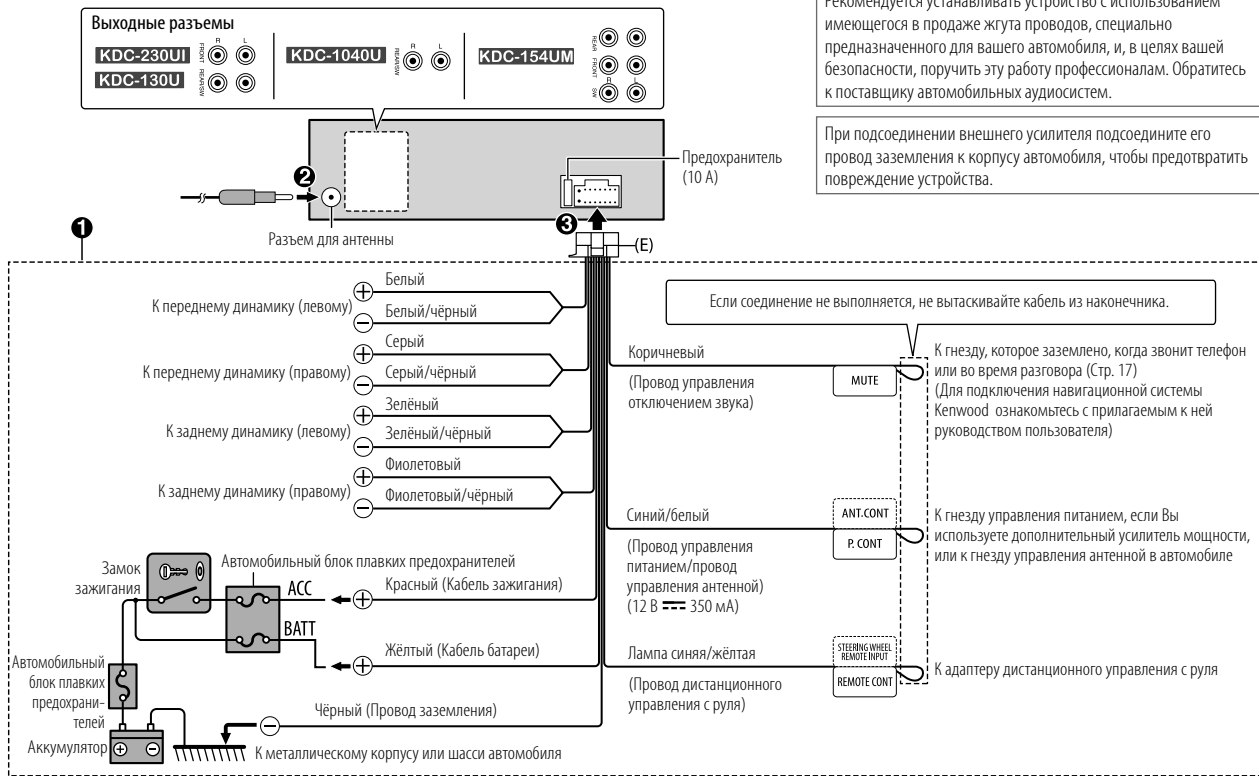 Рекомендуется устанавливать устройство с использованием
имеющегося в продаже жгута проводов, специально
предназначенного для вашего автомобиля, и, в целях вашей
безопасности, поручить эту работу профессионалам. Обратитесь
к поставщику автомобильных аудиосистем.
При подсоединении внешнего усилителя подсоедините его
провод заземления к корпусу автомобиля, чтобы предотвратить
повреждение устройства.
Выходные разъемы
KDC-230UI
KDC-130U
R L
FRONT
REAR/SW
KDC-1040U
R L
REAR/SW
KDC-154UM
REAR
FRONT
R L
SW
Предохранитель
(10 A)
2
Разъем для антенны
3
(E)
1
К переднему динамику (левому)
Белый
Белый/чёрный
К переднему динамику (правому)
Серый
Серый/чёрный
К заднему динамику (левому)
Зелёный
Зелёный/чёрный
К заднему динамику (правому)
Фиолетовый
Фиолетовый/чёрный
Замок
зажигания
Автомобильный блок плавких предохранителей
ACC
Красный (Кабель зажигания)
BATT
Жёлтый (Кабель батареи)
Автомобильный
блок плавких
предохрани-
телей
Чёрный (Провод заземления)
Аккумулятор
К металлическому корпусу или шасси автомобиля
Если соединение не выполняется, не вытаскивайте кабель из наконечника.
Коричневый
(Провод управления
отключением звука)
MUTE
К гнезду, которое заземлено, когда звонит телефон
или во время разговора (Стр. 17)
(Для подключения навигационной системы
Kenwood ознакомьтесь с прилагаемым к ней
руководством пользователя)
Синий/белый
(Провод управления
питанием/провод
управления антенной)
(12 В 350 мА)
ANT.CONT
P. CONT
К гнезду управления питанием, если Вы
используете дополнительный усилитель мощности,
или к гнезду управления антенной в автомобиле
Лампа синяя/жёлтая
(Провод дистанционного
управления с руля)
STEERING WHEEL
REMOTE INPUT
REMOTE CONT
К адаптеру дистанционного управления с руля